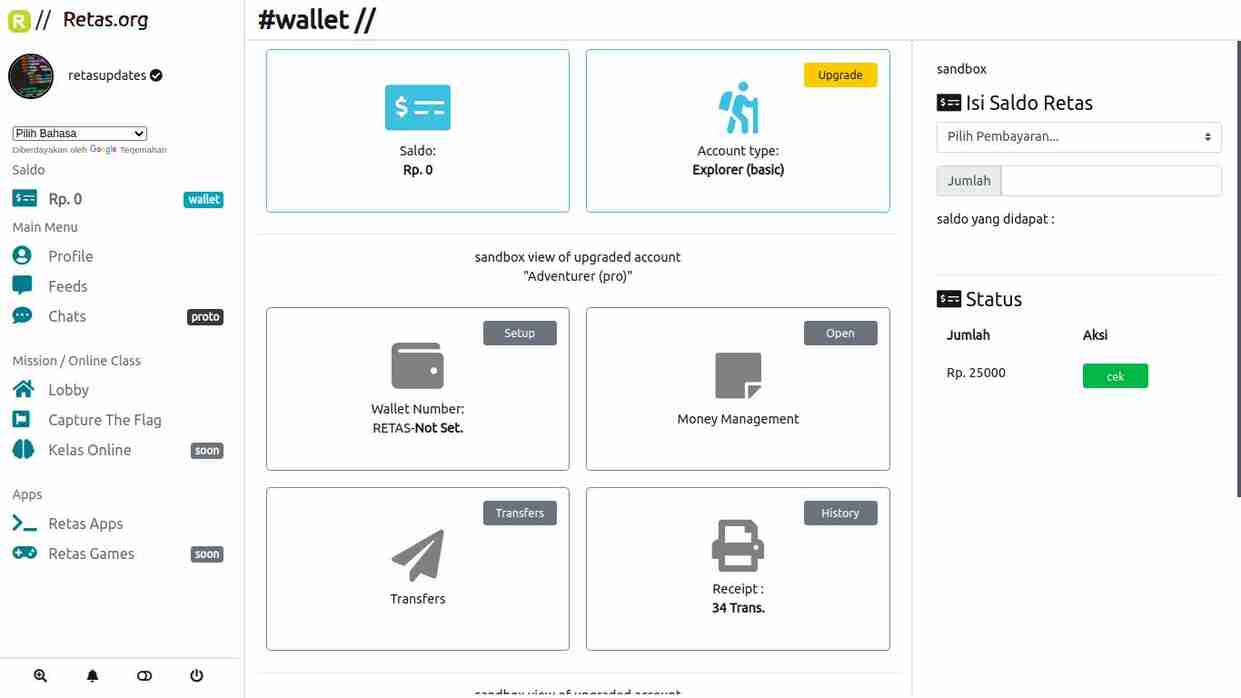 R // Retas.org
retasupdates
Pilih Bahasa
Diberdayakan oleh Google Terjemahan
Saldo
Rp. 0 wallet
Main Menu
Profile
Feeds
Chats proto
Mission / Online Class
Lobby
Capture The Flag
Kelas Online soon
Apps
Retas Apps
Retas Games soon
#wallet //
Saldo:
Rp. 0
Upgrade
Account type:
Explorer (basic)
sandbox view of upgraded account
"Adventurer (pro)"
Setup
Wallet Number:
RETAS-Not Set.
Open
Money Management
Transfers
Transfers
History
Receipt :
34 Trans.
sandbox view of upgraded account
sandbox
Isi Saldo Retas
Pilih Pembayaran...
Jumlah
saldo yang didapat :
Status
Jumlah Aksi
Rp. 25000 cek